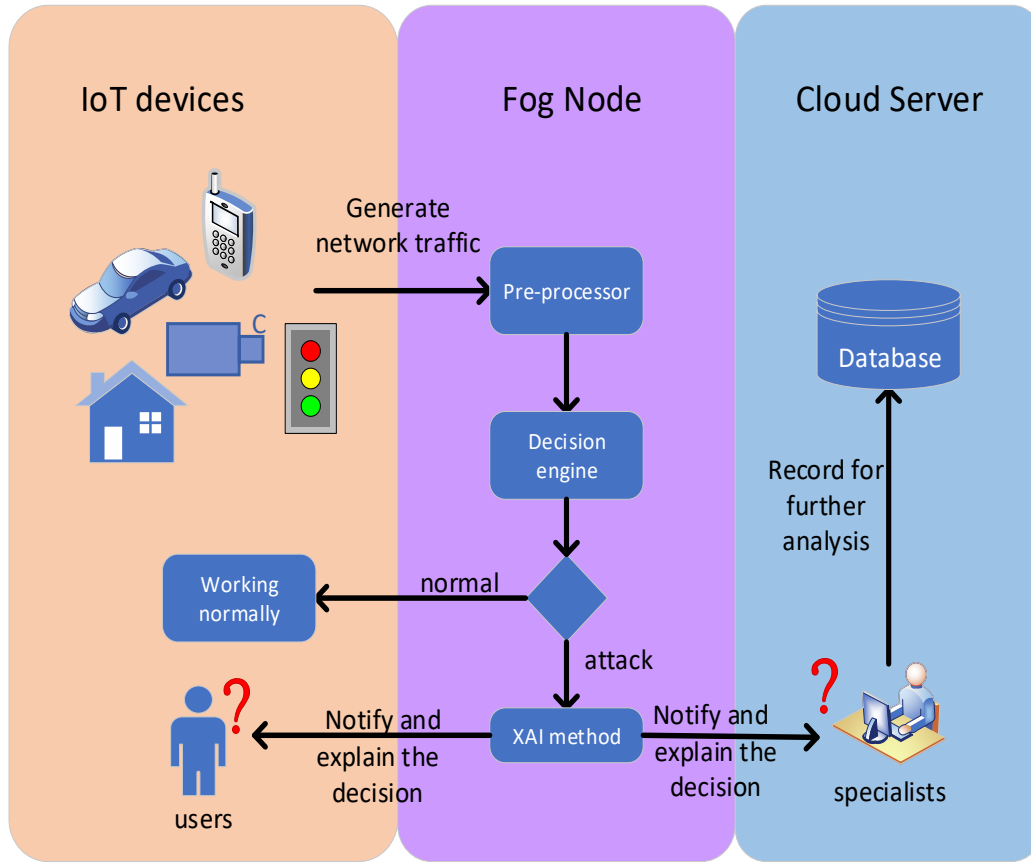 IoT devices
Fog Node
Cloud Server
Generate
network traffic
Pre-processor
C
Database
Decision
engine
Record for
further
analysis
Working
normally
normal
attack
?
?
Notify and
explain the
decision
XAI method
Notify and
explain the
decision
users
specialists